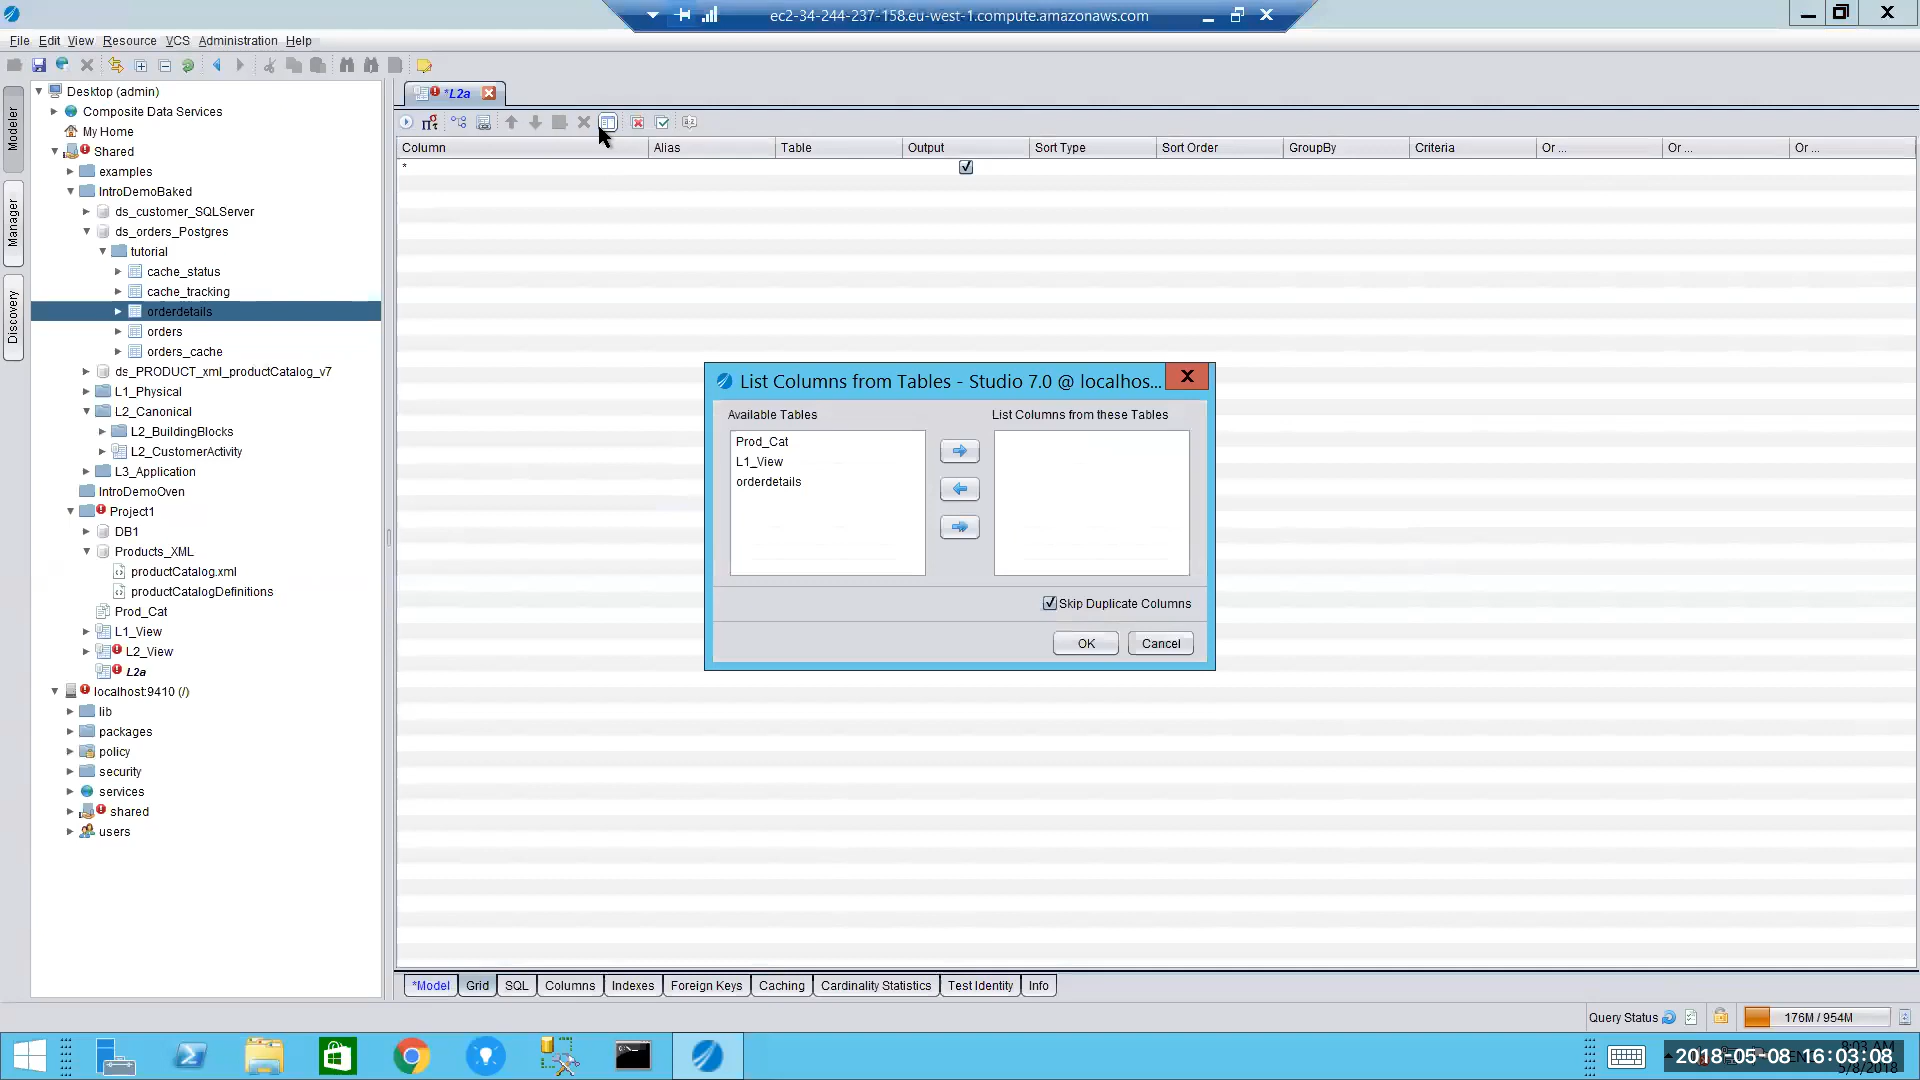 ec2-34-244-237-158.eu-west-1.compute.amazonaws.com
File Edit View Resource VCS Administration Help
Modeler
Manager
Discovery
Desktop (admin)
Composite Data Services
My Home
Shared
examples
IntroDemoBaked
ds_customer_SQLServer
ds_orders_Postgres
tutorial
cache_status
cache_tracking
orderdetails
orders
orders_cache
ds_PRODUCT_xml_productCatalog_v7
L1_Physical
L2_Canonical
L2_BuildingBlocks
L2_CustomerActivity
L3_Application
IntroDemoOven
Project1
DB1
Products_XML
productCatalog.xml
productCatalogDefinitions
Prod_Cat
L1_View
L2_View
L2a
localhost:9410 (/)
lib
packages
policy
security
services
shared
users
*L2a
Column Alias Table Output Sort Type Sort Order GroupBy Criteria Or ... Or ... Or ...
*
List Columns from Tables - Studio 7.0 @ localhos...
Available Tables List Columns from these Tables
Prod_Cat
L1_View
orderdetails
Skip Duplicate Columns
OK Cancel
*Model Grid SQL Columns Indexes Foreign Keys Caching Cardinality Statistics Test Identity Info
Query Status 176M / 954M
2018-05-08 16:03:08